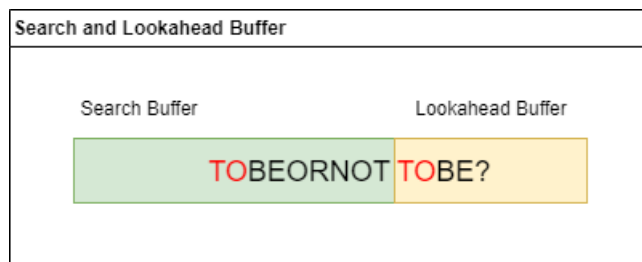 Search and Lookahead Buffer
Search Buffer Lookahead Buffer
TOBEORNOT TOBE?